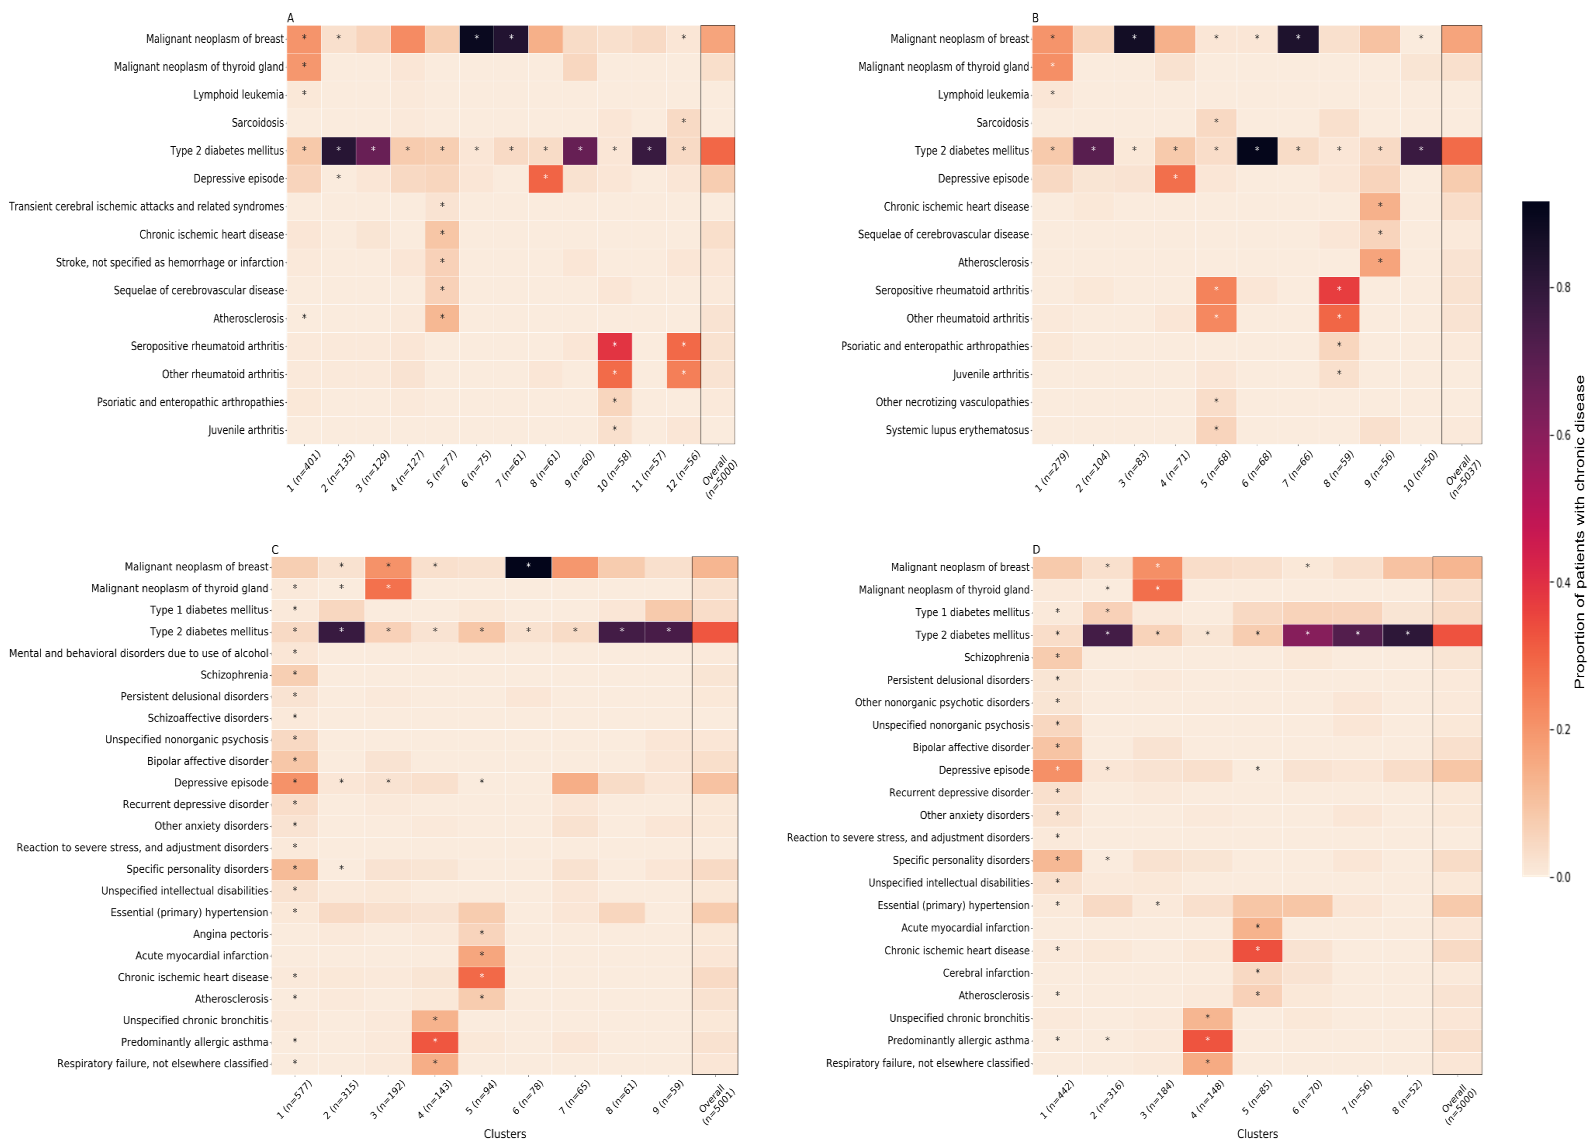 A
Malignant neoplasm of breast
Malignant neoplasm of thyroid gland
Lymphoid leukemia
Sarcoidosis
Type 2 diabetes mellitus
Depressive episode
Transient cerebral ischemic attacks and related syndromes
Chronic ischemic heart disease
Stroke, not specified as hemorrhage or infarction
Sequelae of cerebrovascular disease
Atherosclerosis
Seropositive rheumatoid arthritis
Other rheumatoid arthritis
Psoriatic and enteropathic arthropathies
Juvenile arthritis
1 (n=401)
2 (n=135)
3 (n=129)
4 (n=127)
5 (n=77)
6 (n=75)
7 (n=61)
8 (n=61)
9 (n=60)
10 (n=58)
11 (n=57)
12 (n=56)
Overall
(n=5000)
B
Malignant neoplasm of breast
Malignant neoplasm of thyroid gland
Lymphoid leukemia
Sarcoidosis
Type 2 diabetes mellitus
Depressive episode
Chronic ischemic heart disease
Sequelae of cerebrovascular disease
Atherosclerosis
Seropositive rheumatoid arthritis
Other rheumatoid arthritis
Psoriatic and enteropathic arthropathies
Juvenile arthritis
Other necrotizing vasculopathies
Systemic lupus erythematosus
1 (n=279)
2 (n=104)
3 (n=83)
4 (n=71)
5 (n=68)
6 (n=68)
7 (n=66)
8 (n=59)
9 (n=56)
10 (n=50)
Overall
(n=5037)
C
Malignant neoplasm of breast
Malignant neoplasm of thyroid gland
Type 1 diabetes mellitus
Type 2 diabetes mellitus
Mental and behavioral disorders due to use of alcohol
Schizophrenia
Persistent delusional disorders
Schizoaffective disorders
Unspecified nonorganic psychosis
Bipolar affective disorder
Depressive episode
Recurrent depressive disorder
Other anxiety disorders
Reaction to severe stress, and adjustment disorders
Specific personality disorders
Unspecified intellectual disabilities
Essential (primary) hypertension
Angina pectoris
Acute myocardial infarction
Chronic ischemic heart disease
Atherosclerosis
Unspecified chronic bronchitis
Predominantly allergic asthma
Respiratory failure, not elsewhere classified
1 (n=577)
2 (n=315)
3 (n=192)
4 (n=143)
5 (n=94)
6 (n=78)
7 (n=65)
8 (n=61)
9 (n=59)
Overall
(n=5001)
Clusters
D
Malignant neoplasm of breast
Malignant neoplasm of thyroid gland
Type 1 diabetes mellitus
Type 2 diabetes mellitus
Schizophrenia
Persistent delusional disorders
Other nonorganic psychotic disorders
Unspecified nonorganic psychosis
Bipolar affective disorder
Depressive episode
Recurrent depressive disorder
Other anxiety disorders
Reaction to severe stress, and adjustment disorders
Specific personality disorders
Unspecified intellectual disabilities
Essential (primary) hypertension
Acute myocardial infarction
Chronic ischemic heart disease
Cerebral infarction
Atherosclerosis
Unspecified chronic bronchitis
Predominantly allergic asthma
Respiratory failure, not elsewhere classified
1 (n=442)
2 (n=316)
3 (n=184)
4 (n=148)
5 (n=85)
6 (n=70)
7 (n=56)
8 (n=52)
Overall
(n=5000)
Clusters
0.8
0.6
0.4
0.2
0.0
Proportion of patients with chronic disease